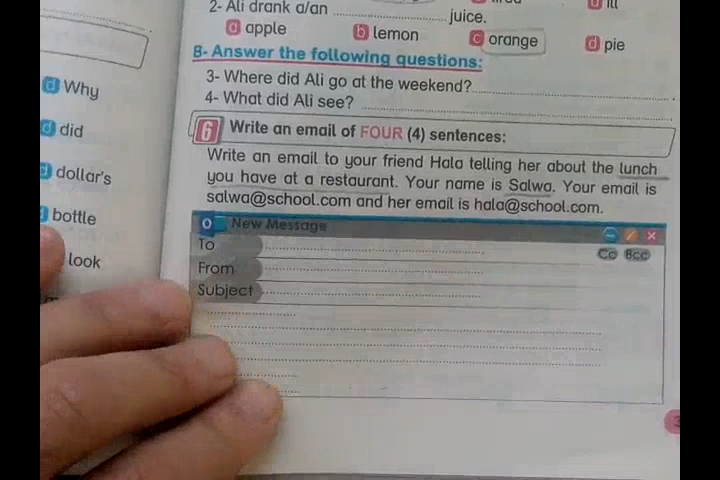 2- Ali drank a/an ........................ juice.
a apple b lemon c orange d pie
B- Answer the following questions:
3- Where did Ali go at the weekend?
4- What did Ali see?
d Why
d did
d dollar's
d bottle
look
6 Write an email of FOUR (4) sentences:
Write an email to your friend Hala telling her about the lunch
you have at a restaurant. Your name is Salwa. Your email is
salwa@school.com and her email is hala@school.com.
New Message
To
Cc Bcc
From
Subject